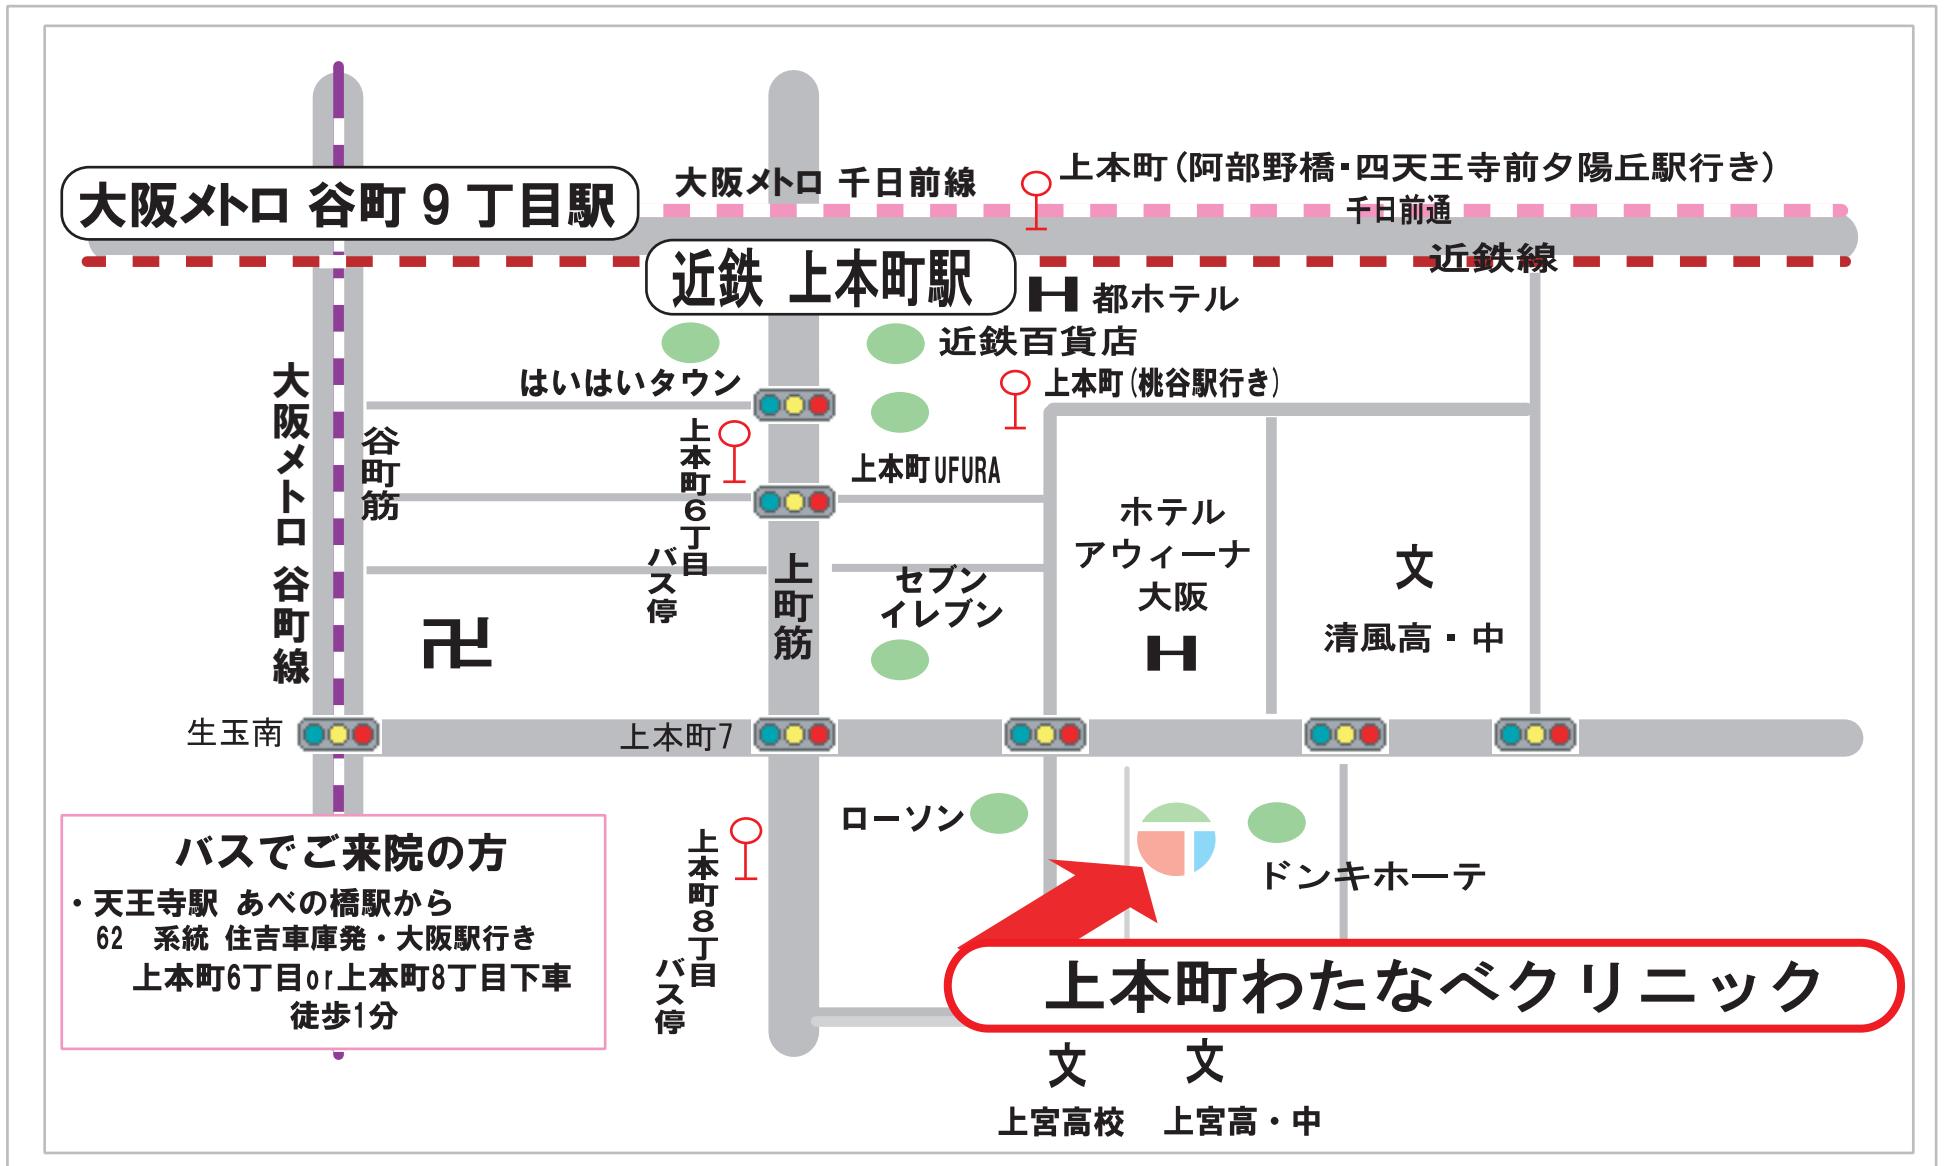 上本町(阿部野橋・四天王寺前夕陽丘駅行き)
大阪メトロ 千日前線
大阪メトロ 谷町9丁目駅
千日前通
近鉄線
近鉄 上本町駅
都ホテル
近鉄百貨店
はいはいタウン
上本町(桃谷駅行き)
大阪メトロ 谷町線
谷町筋
上本町6丁目
バス停
上本町UFURA
上町筋
セブン
イレブン
ホテル
アウィーナ
大阪
文
清風高・中
卍
生玉南
上本町7
ローソン
ドンキホーテ
上本町8丁目
バス停
バスでご来院の方
・天王寺駅 あべの橋駅から
62 系統 住吉車庫発・大阪駅行き
上本町6丁目or上本町8丁目下車
徒歩1分
上本町わたなべクリニック
文
文
上宮高校
上宮高・中